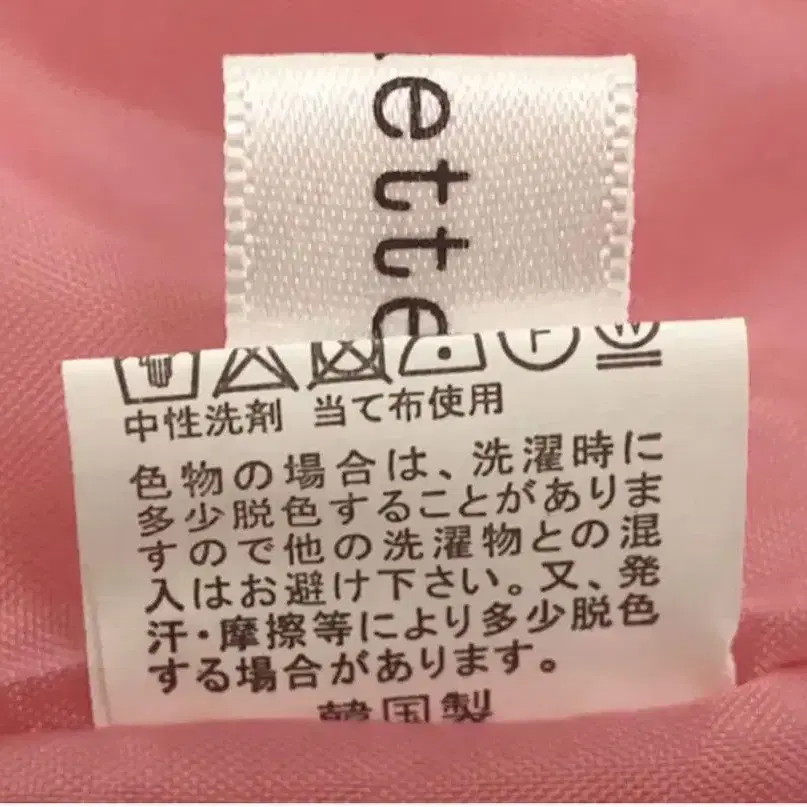 ette
中性洗剤 当て布使用
色物の場合は、洗濯時に
多少脱色することがありま
すので他の洗濯物との混
入はお避け下さい。又、発
汗・摩擦等により多少脱色
する場合があります。
韓国製